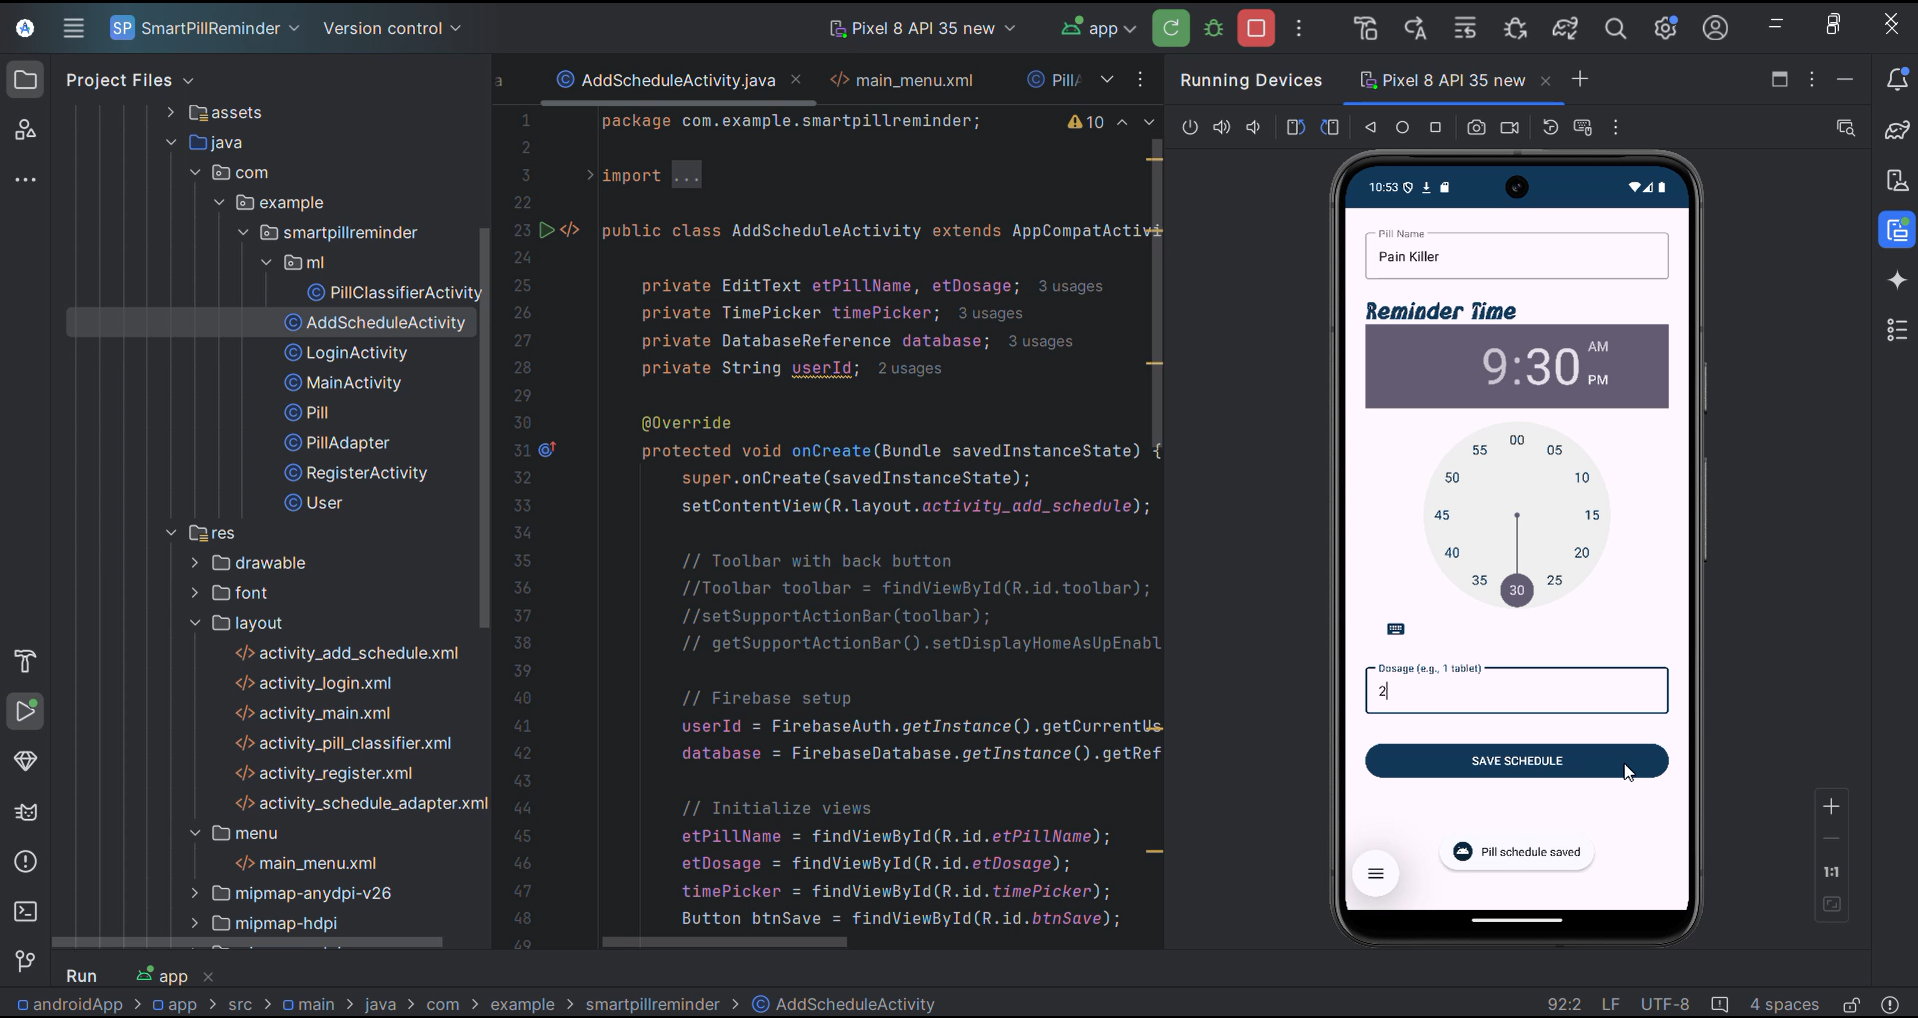 SP SmartPillReminder Version control Pixel 8 API 35 new app
Project Files
assets
java
com
example
smartpillreminder
ml
PillClassifierActivity
AddScheduleActivity
LoginActivity
MainActivity
Pill
PillAdapter
RegisterActivity
User
res
drawable
font
layout
activity_add_schedule.xml
activity_login.xml
activity_main.xml
activity_pill_classifier.xml
activity_register.xml
activity_schedule_adapter.xml
menu
main_menu.xml
mipmap-anydpi-v26
mipmap-hdpi
a AddScheduleActivity.java main_menu.xml Pill
1 package com.example.smartpillreminder; 10
2
3 import ...
22
23 public class AddScheduleActivity extends AppCompatActivi
24
25 private EditText etPillName, etDosage; 3 usages
26 private TimePicker timePicker; 3 usages
27 private DatabaseReference database; 3 usages
28 private String userId; 2 usages
29
30 @Override
31 protected void onCreate(Bundle savedInstanceState) {
32 super.onCreate(savedInstanceState);
33 setContentView(R.layout.activity_add_schedule);
34
35 // Toolbar with back button
36 //Toolbar toolbar = findViewById(R.id.toolbar);
37 //setSupportActionBar(toolbar);
38 // getSupportActionBar().setDisplayHomeAsUpEnabl
39
40 // Firebase setup
41 userId = FirebaseAuth.getInstance().getCurrentUs
42 database = FirebaseDatabase.getInstance().getRef
43
44 // Initialize views
45 etPillName = findViewById(R.id.etPillName);
46 etDosage = findViewById(R.id.etDosage);
47 timePicker = findViewById(R.id.timePicker);
48 Button btnSave = findViewById(R.id.btnSave);
49
Running Devices Pixel 8 API 35 new
10:53
Pill Name
Pain Killer
Reminder Time
9:30 AM PM
00
55 05
50 10
45 15
40 20
35 25
30
Dosage (e.g., 1 tablet)
2
SAVE SCHEDULE
Pill schedule saved
1:1
Run app
androidApp > app > src > main > java > com > example > smartpillreminder > AddScheduleActivity 92:2 LF UTF-8 4 spaces